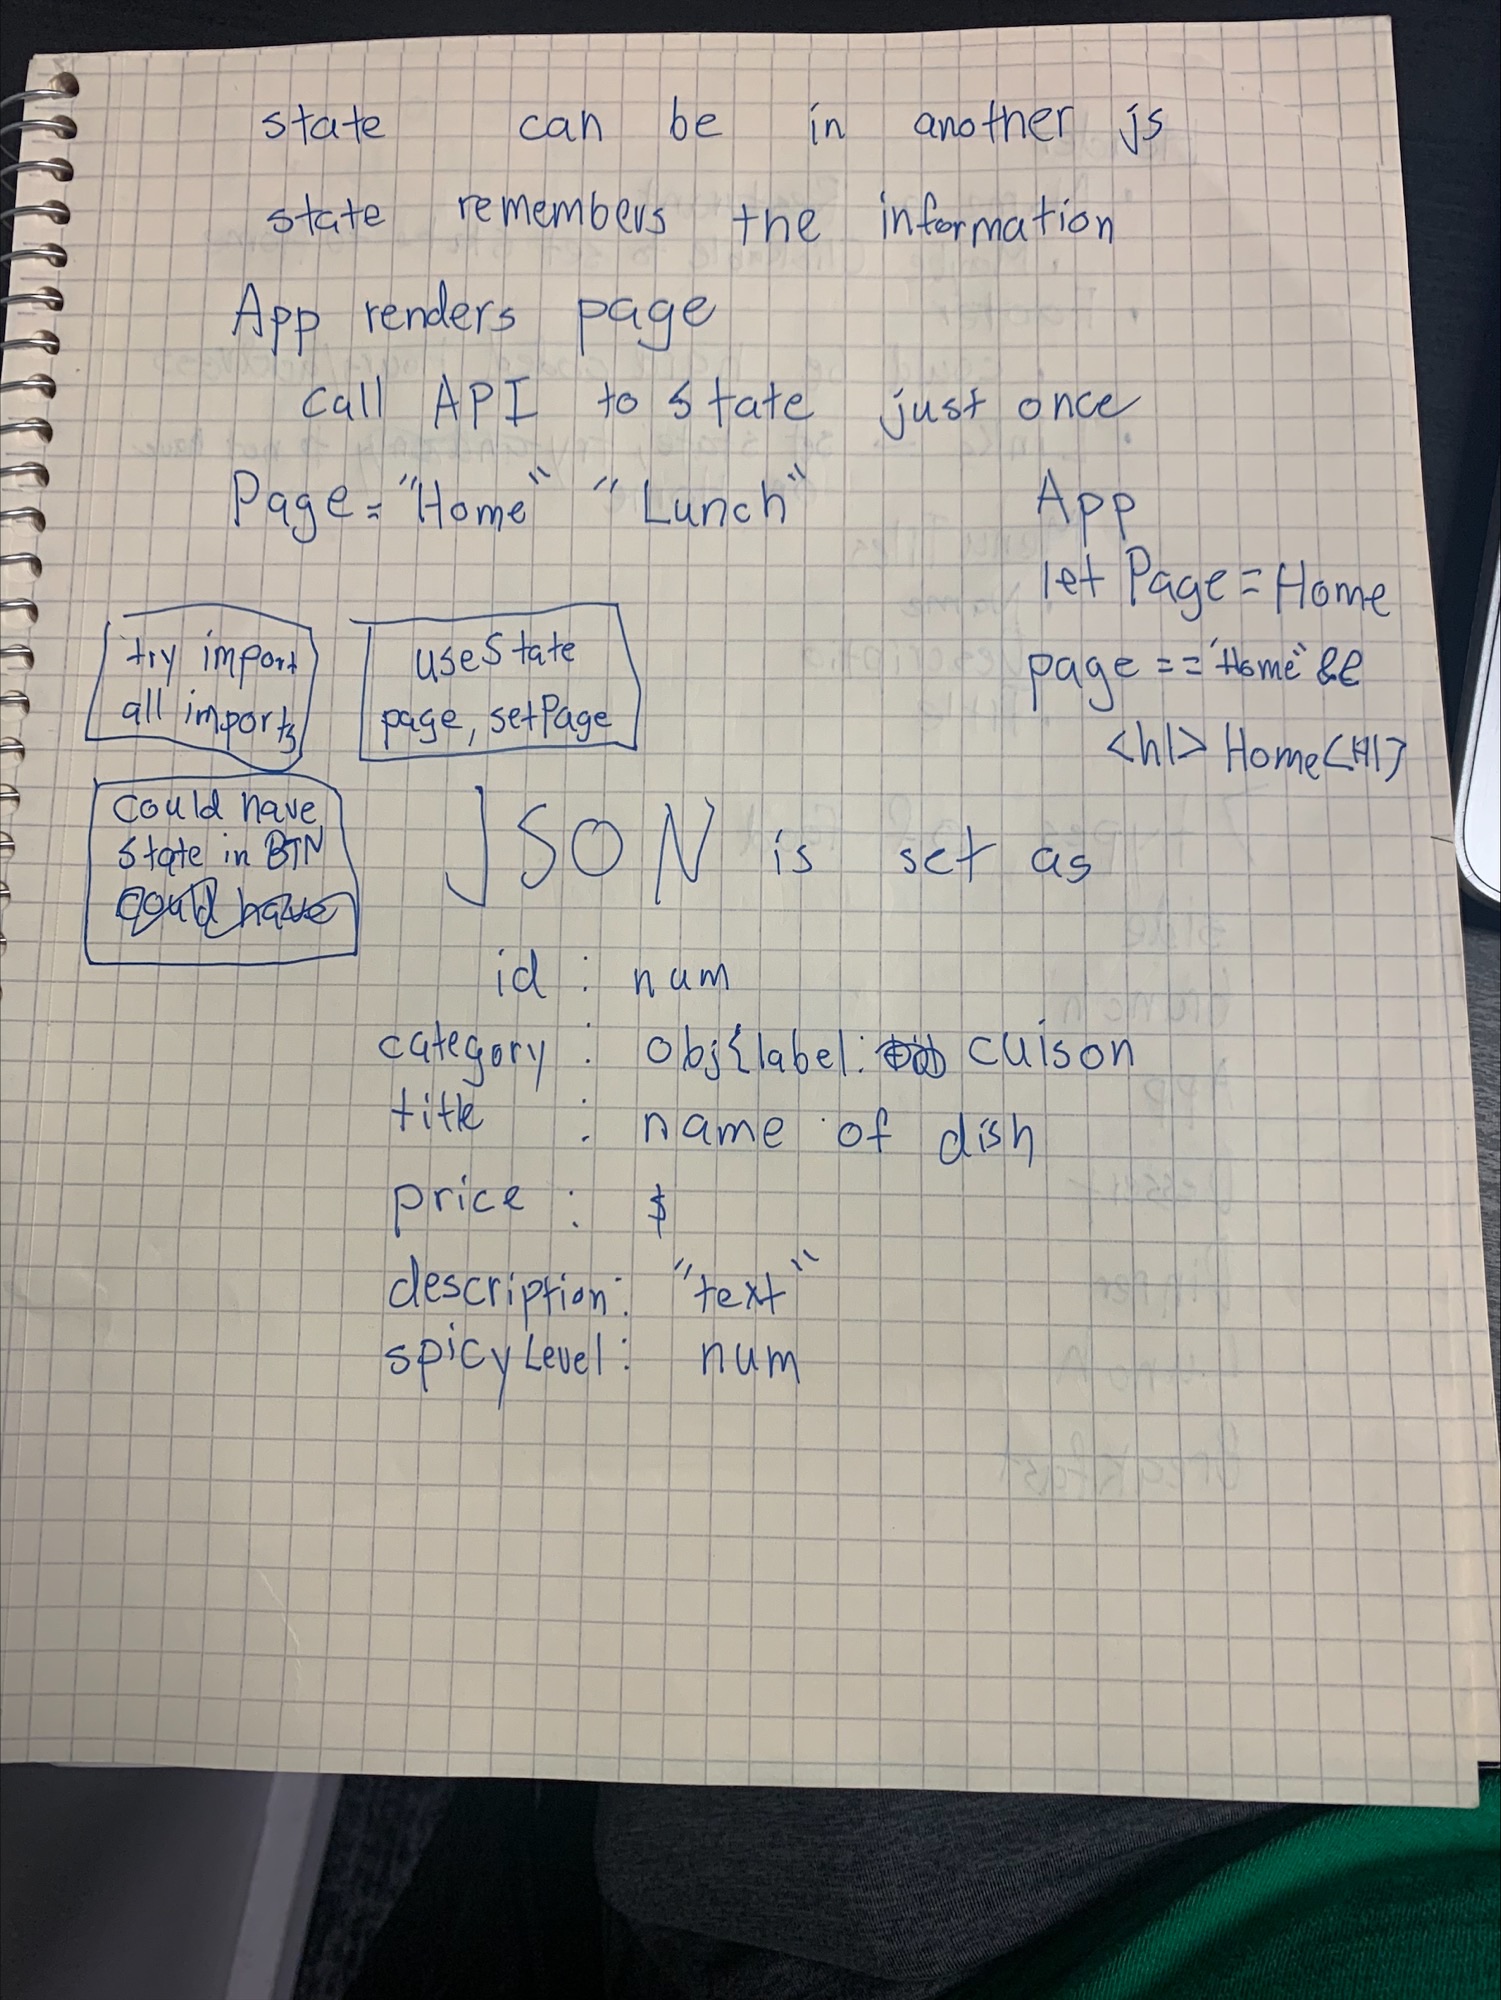 state can be in another js
state remembers the information
App renders page
call API to state just once
Page = "Home" "Lunch"
App
let Page = Home
page == "Home" &&
<h1> Home <H1>
try import
all imports
useState
page, setPage
could have
state in BTN
could have
JSON is set as
id : num
category : obj{label: cuison
title : name of dish
price : $
description: "text"
spicyLevel: num